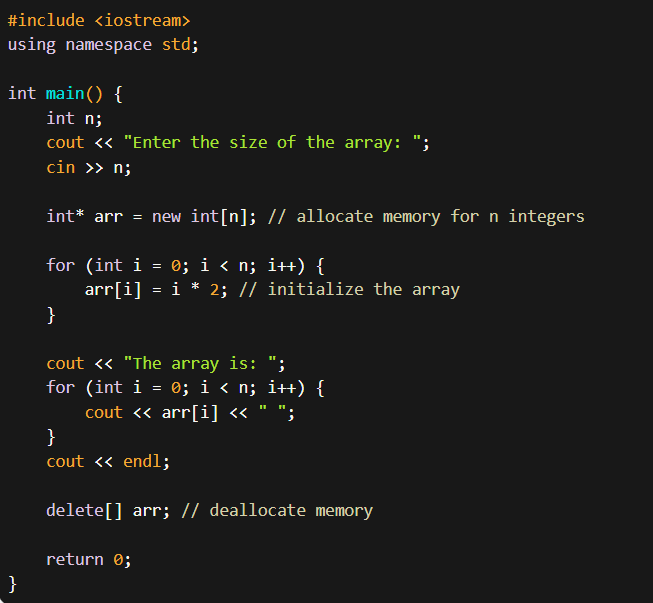 #include <iostream>
using namespace std;

int main() {
    int n;
    cout << "Enter the size of the array: ";
    cin >> n;

    int* arr = new int[n]; // allocate memory for n integers

    for (int i = 0; i < n; i++) {
        arr[i] = i * 2; // initialize the array
    }

    cout << "The array is: ";
    for (int i = 0; i < n; i++) {
        cout << arr[i] << " ";
    }
    cout << endl;

    delete[] arr; // deallocate memory

    return 0;
}